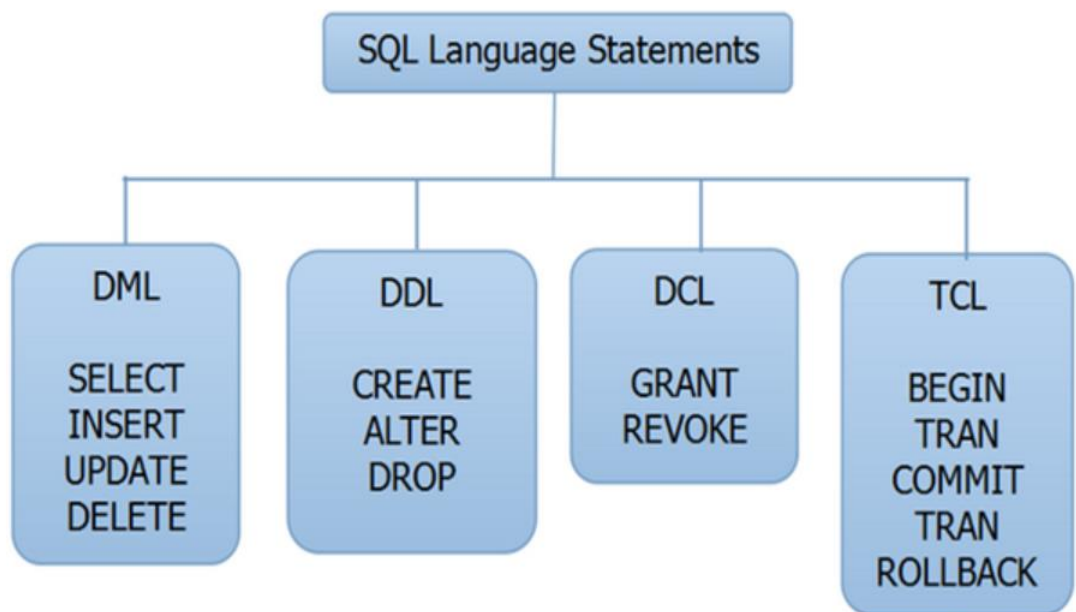 SQL Language Statements
DML
SELECT
INSERT
UPDATE
DELETE
DDL
CREATE
ALTER
DROP
DCL
GRANT
REVOKE
TCL
BEGIN
TRAN
COMMIT
TRAN
ROLLBACK